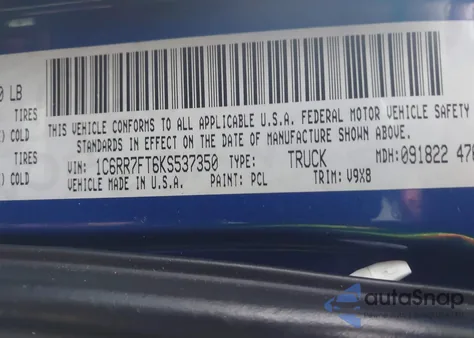 0 LB
TIRES
) COLD
TIRES
) COLD
THIS VEHICLE CONFORMS TO ALL APPLICABLE U.S.A. FEDERAL MOTOR VEHICLE SAFETY
STANDARDS IN EFFECT ON THE DATE OF MANUFACTURE SHOWN ABOVE.
VIN: 1C6RR7FT6KS537350 TYPE: TRUCK MDH:091822 470
VEHICLE MADE IN U.S.A. PAINT: PCL TRIM: V9X8
autoSnap